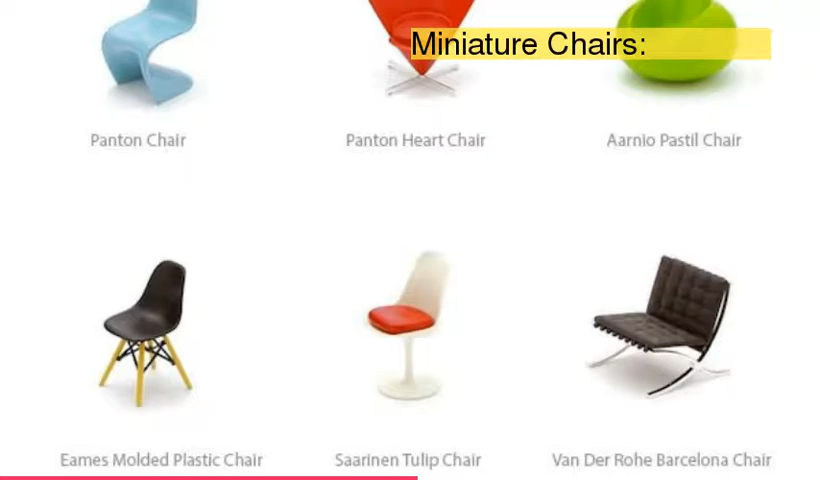 Miniature Chairs:
Panton Chair
Panton Heart Chair
Aarnio Pastil Chair
Eames Molded Plastic Chair
Saarinen Tulip Chair
Van Der Rohe Barcelona Chair